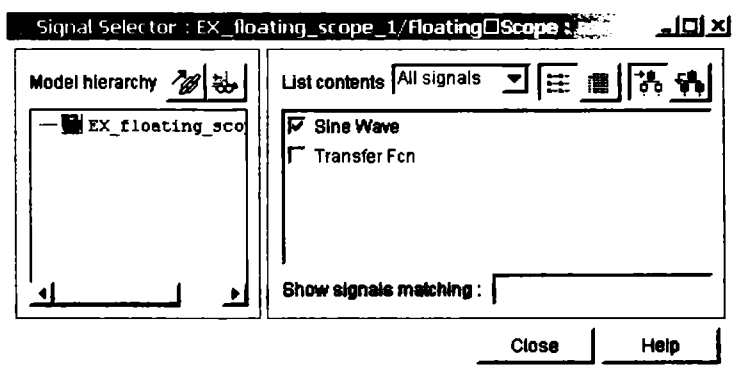 Signal Selector : EX_floating_scope_1/Floating□Scope :
Model hierarchy
List contents All signals
EX_floating_sco
Sine Wave
Transfer Fcn
Show signals matching :
Close Help